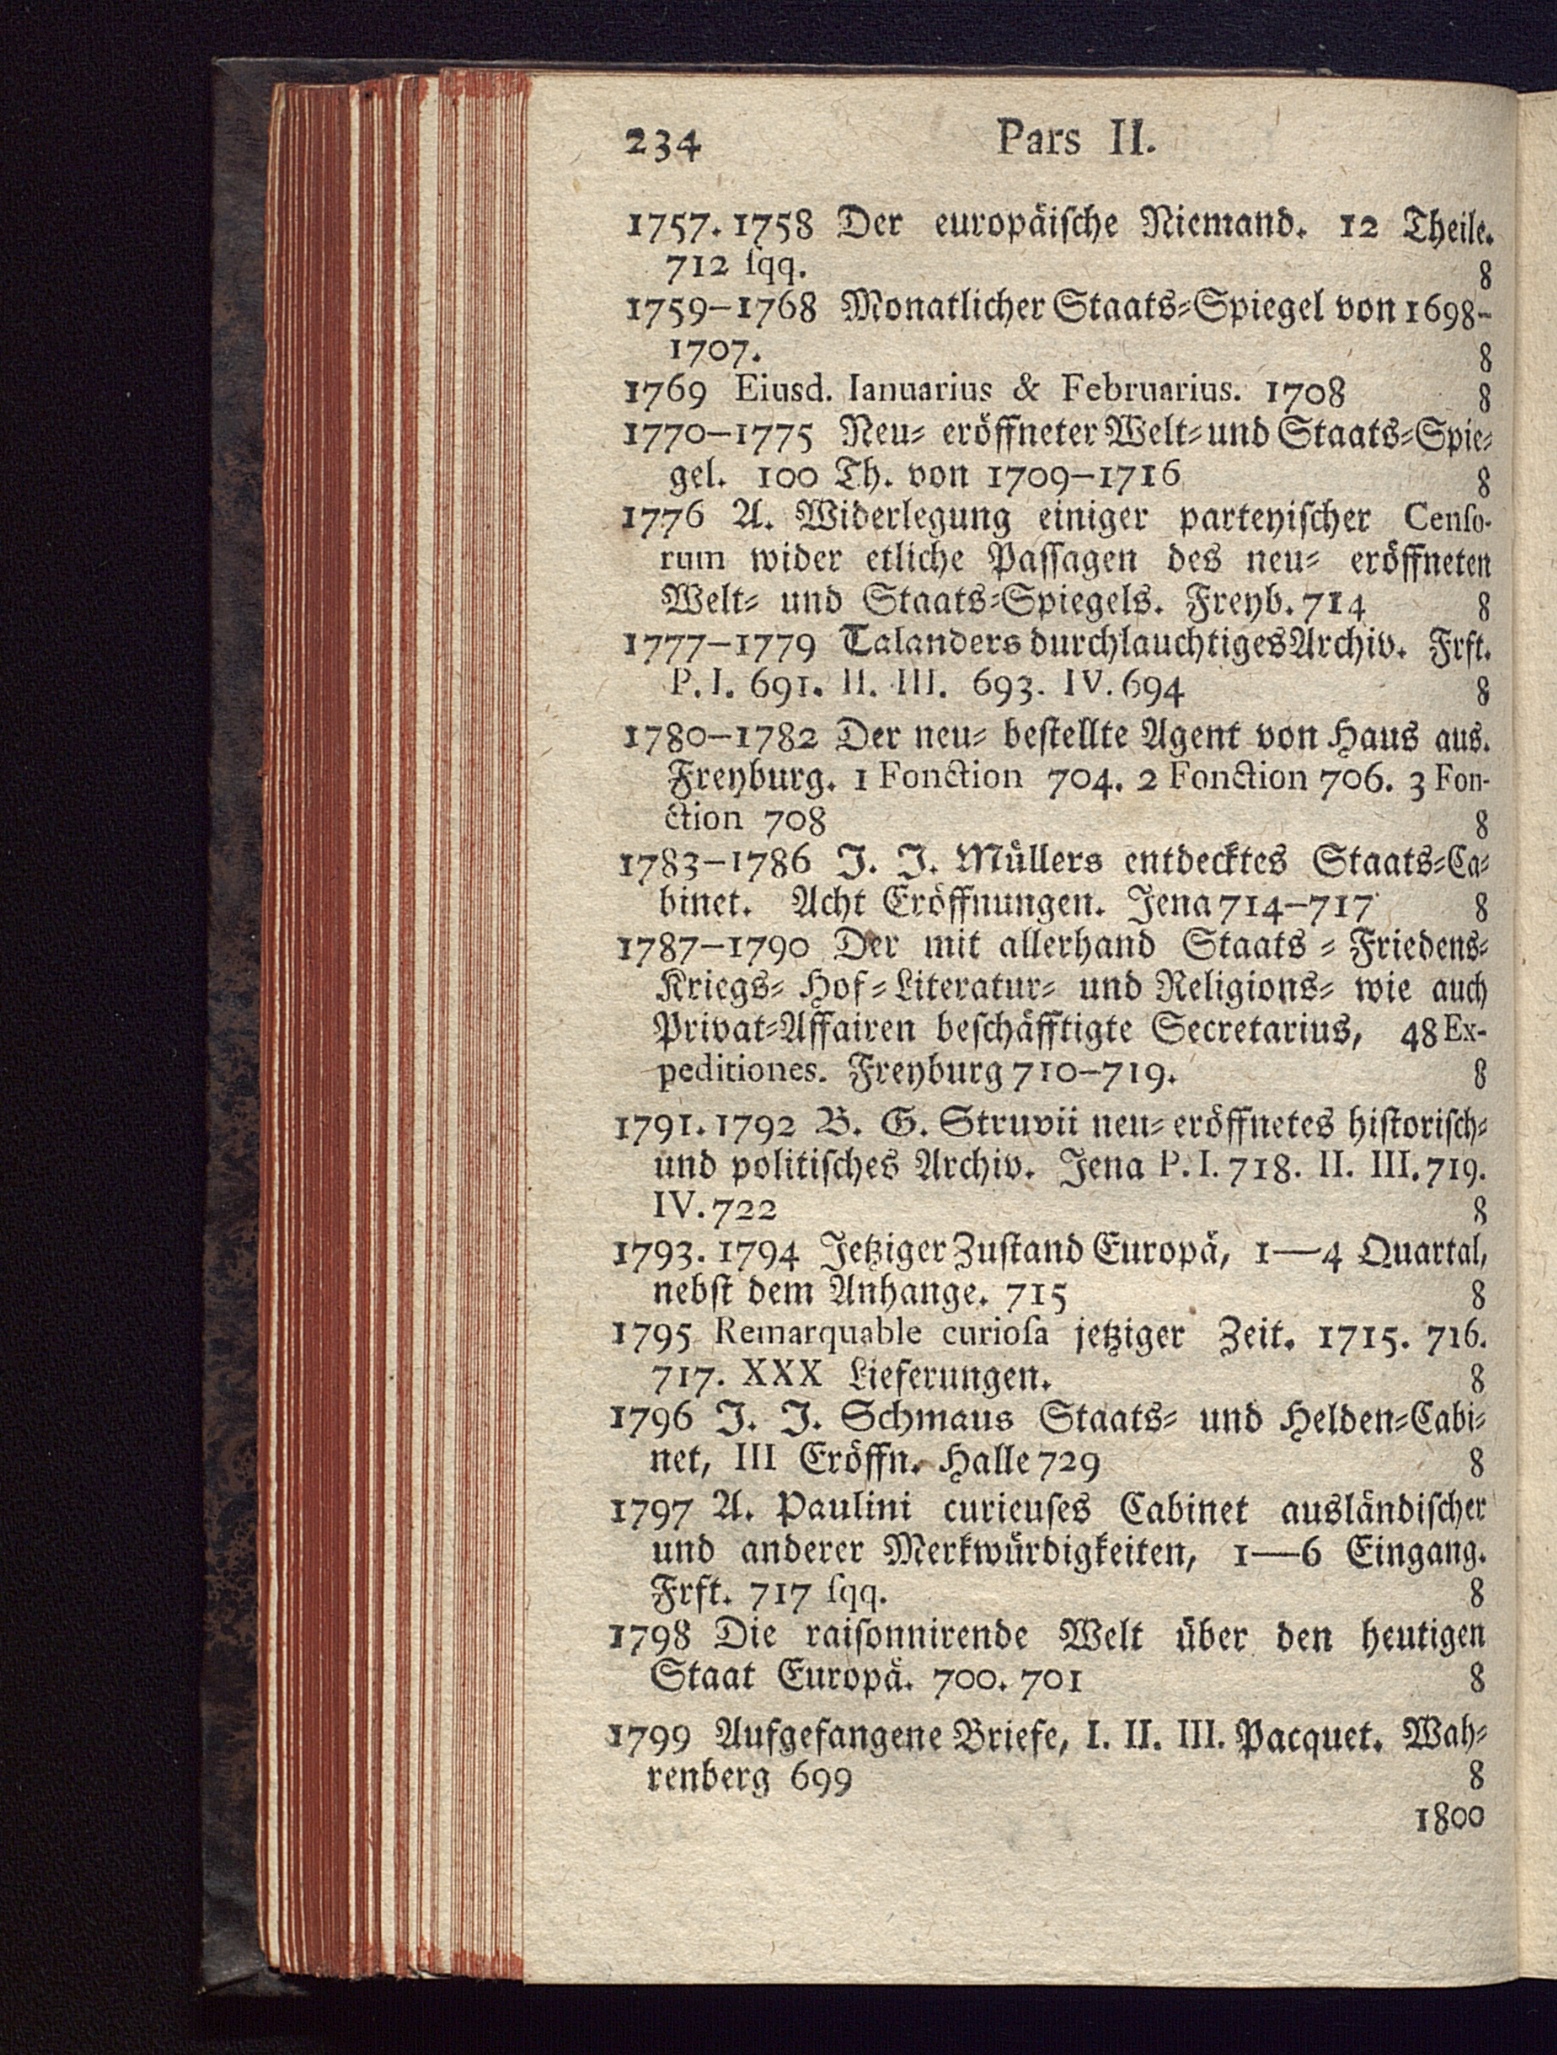 234 Pars II.
1757. 1758 Der europäische Niemand. 12 Theile.
712 ſqq. 8
1759–1768 Monatlicher Staats-Spiegel von 1698-
1707. 8
1769 Eiusd. Ianuarius & Februarius. 1708 8
1770–1775 Neu- eröffneter Welt- und Staats-Spie-
gel. 100 Th. von 1709–1716 8
1776 A. Widerlegung einiger parteyischer Cenſo-
rum wider etliche Paſſagen des neu- eröffneten
Welt- und Staats-Spiegels. Freyb. 714 8
1777–1779 Talanders durchlauchtiges Archiv. Frft.
P. I. 691. II. III. 693. IV. 694 8
1780–1782 Der neu- beſtellte Agent von Haus aus.
Freyburg. 1 Fonction 704. 2 Fonction 706. 3 Fon-
ction 708 8
1783–1786 J. J. Müllers entdecktes Staats-Ca-
binet. Acht Eröffnungen. Jena 714–717 8
1787–1790 Der mit allerhand Staats - Friedens-
Kriegs- Hof-Literatur- und Religions- wie auch
Privat-Affairen beſchäfftigte Secretarius, 48 Ex-
peditiones. Freyburg 710–719. 8
1791. 1792 B. G. Struvii neu- eröffnetes hiſtoriſch-
und politiſches Archiv. Jena P. I. 718. II. III. 719.
IV. 722 8
1793. 1794 Jetziger Zuſtand Europä, 1—4 Quartal,
nebſt dem Anhange. 715 8
1795 Remarquable curioſa jetziger Zeit. 1715. 716.
717. XXX Lieferungen. 8
1796 J. J. Schmaus Staats- und Helden-Cabi-
net, III Eröffn. Halle 729 8
1797 A. Paulini curieuſes Cabinet ausländiſcher
und anderer Merkwürdigkeiten, 1—6 Eingang.
Frft. 717 ſqq. 8
1798 Die raiſonnirende Welt über den heutigen
Staat Europä. 700. 701 8
1799 Aufgefangene Briefe, I. II. III. Pacquet. Wah-
renberg 699 8
1800